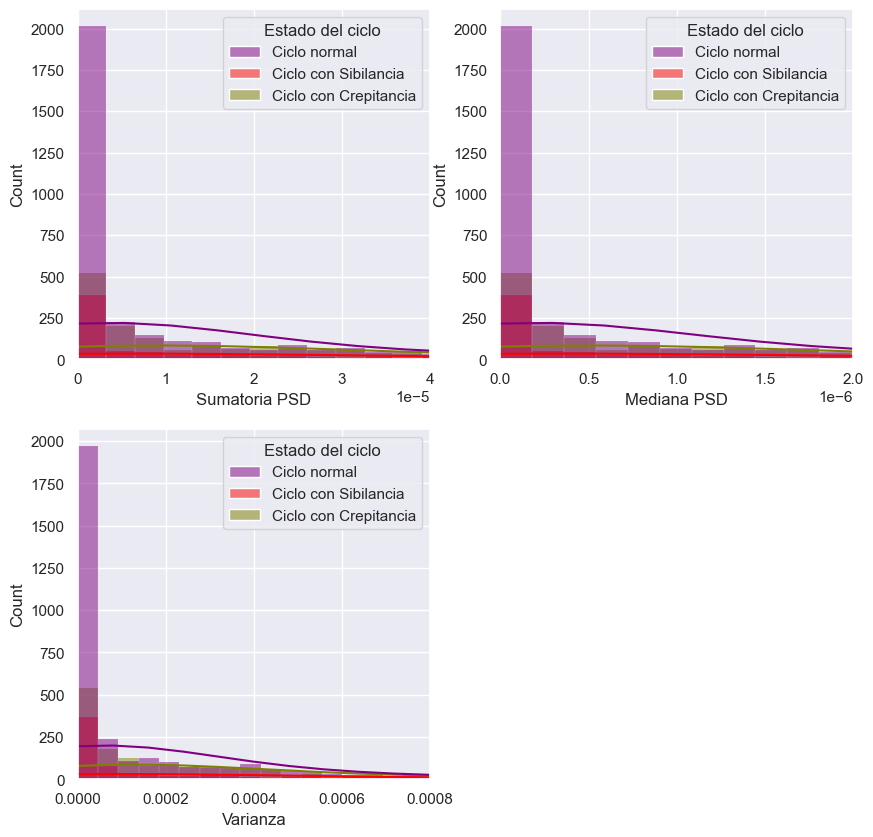 Estado del ciclo
Ciclo normal
Ciclo con Sibilancia
Ciclo con Crepitancia
2000
1750
1500
1250
1000
750
500
250
0
Count
0 1 2 3 4
1e−5
Sumatoria PSD
Estado del ciclo
Ciclo normal
Ciclo con Sibilancia
Ciclo con Crepitancia
2000
1750
1500
1250
1000
750
500
250
0
Count
0.0 0.5 1.0 1.5 2.0
1e−6
Mediana PSD
Estado del ciclo
Ciclo normal
Ciclo con Sibilancia
Ciclo con Crepitancia
2000
1750
1500
1250
1000
750
500
250
0
Count
0.0000 0.0002 0.0004 0.0006 0.0008
Varianza